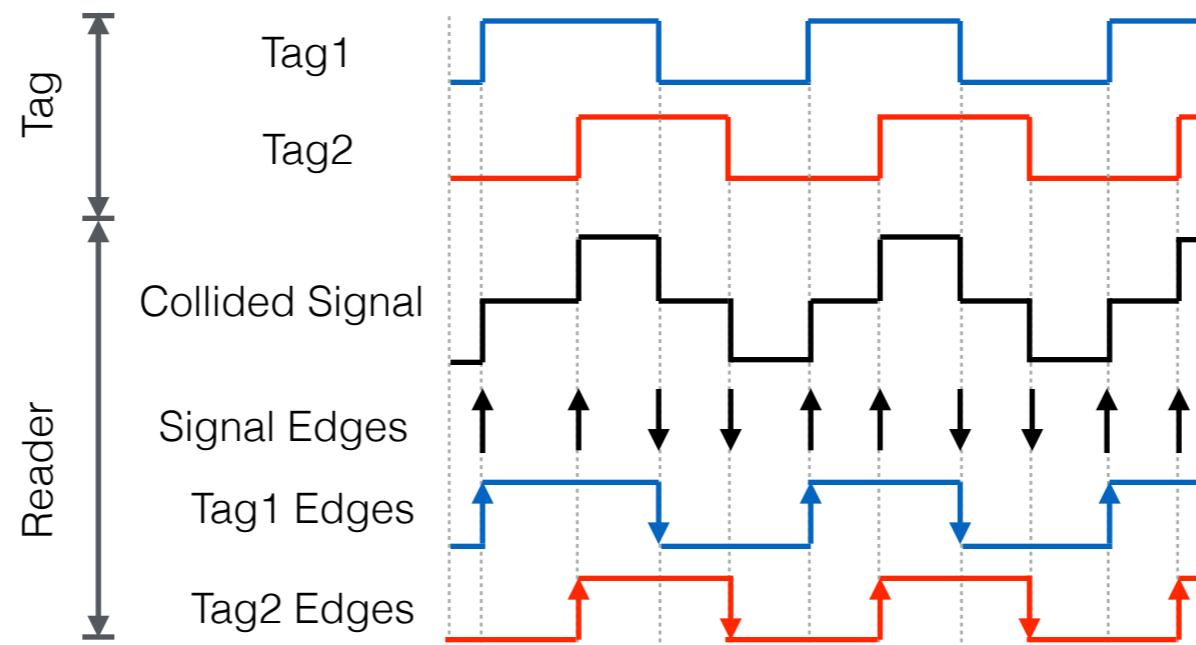 Tag
Tag1
Tag2
Reader
Collided Signal
Signal Edges
Tag1 Edges
Tag2 Edges